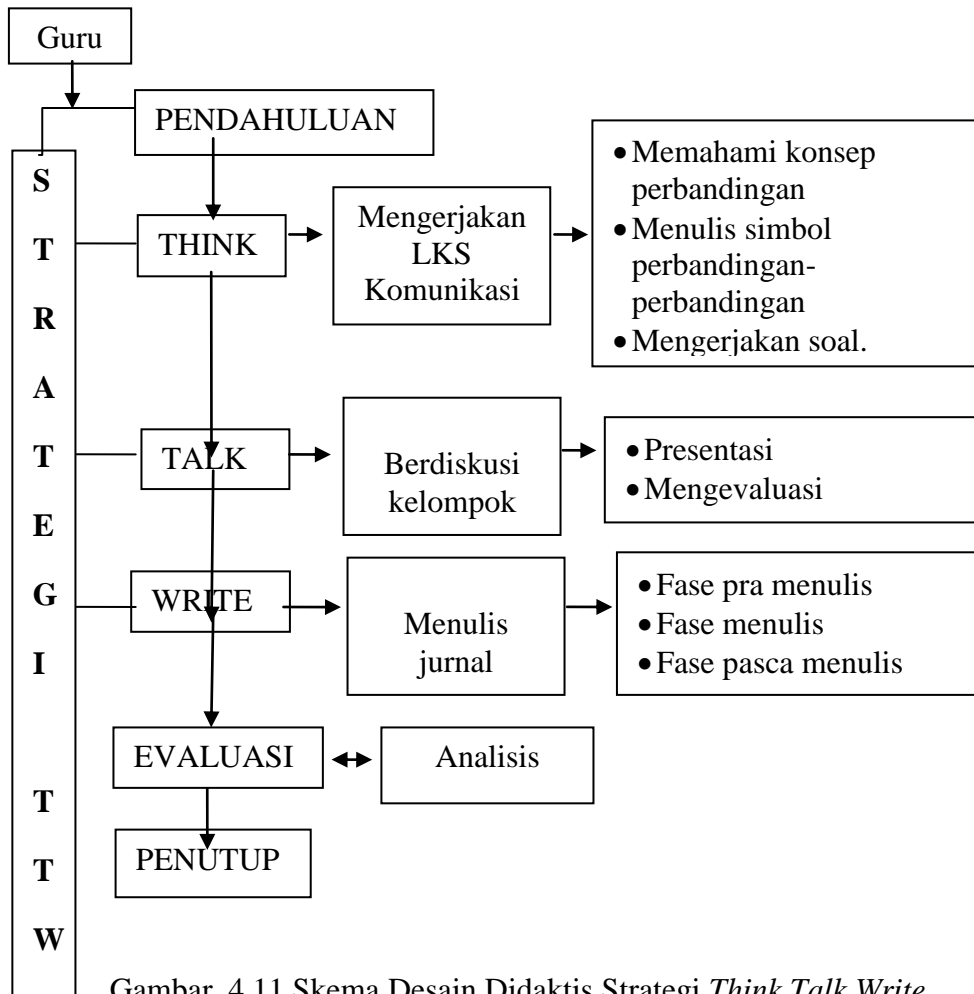 Guru
PENDAHULUAN
S
T
R
A
T
E
G
I
T
T
W
THINK
Mengerjakan
LKS
Komunikasi
•Memahami konsep
perbandingan
•Menulis simbol
perbandingan-
perbandingan
•Mengerjakan soal.
TALK
Berdiskusi
kelompok
•Presentasi
•Mengevaluasi
WRITE
Menulis
jurnal
•Fase pra menulis
•Fase menulis
•Fase pasca menulis
EVALUASI
Analisis
PENUTUP
Gambar 4.11 Skema Desain Didaktis Strategi Think Talk Write